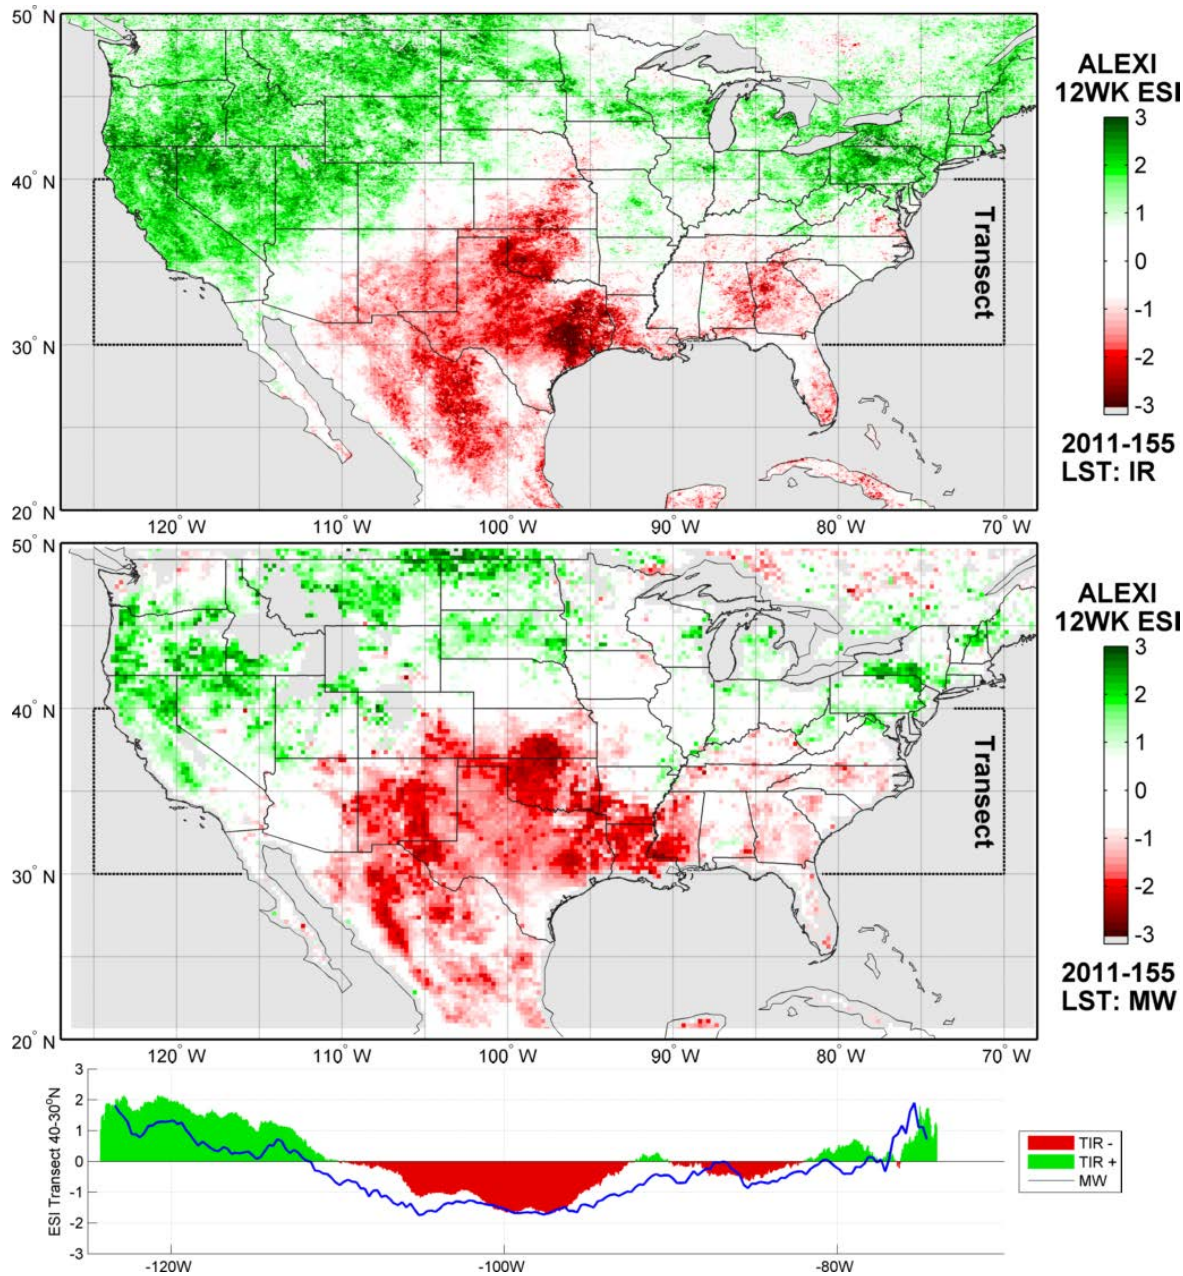 50° N
40° N
30° N
20° N
120° W
110° W
100° W
90° W
80° W
70° W
Transect
ALEXI
12WK ESI
3
2
1
0
-1
-2
-3
2011-155
LST: IR
50° N
40° N
30° N
20° N
120° W
110° W
100° W
90° W
80° W
70° W
Transect
ALEXI
12WK ESI
3
2
1
0
-1
-2
-3
2011-155
LST: MW
ESI Transect 40-30°N
3
2
1
0
-1
-2
-3
-120W
-100W
-80W
TIR -
TIR +
MW